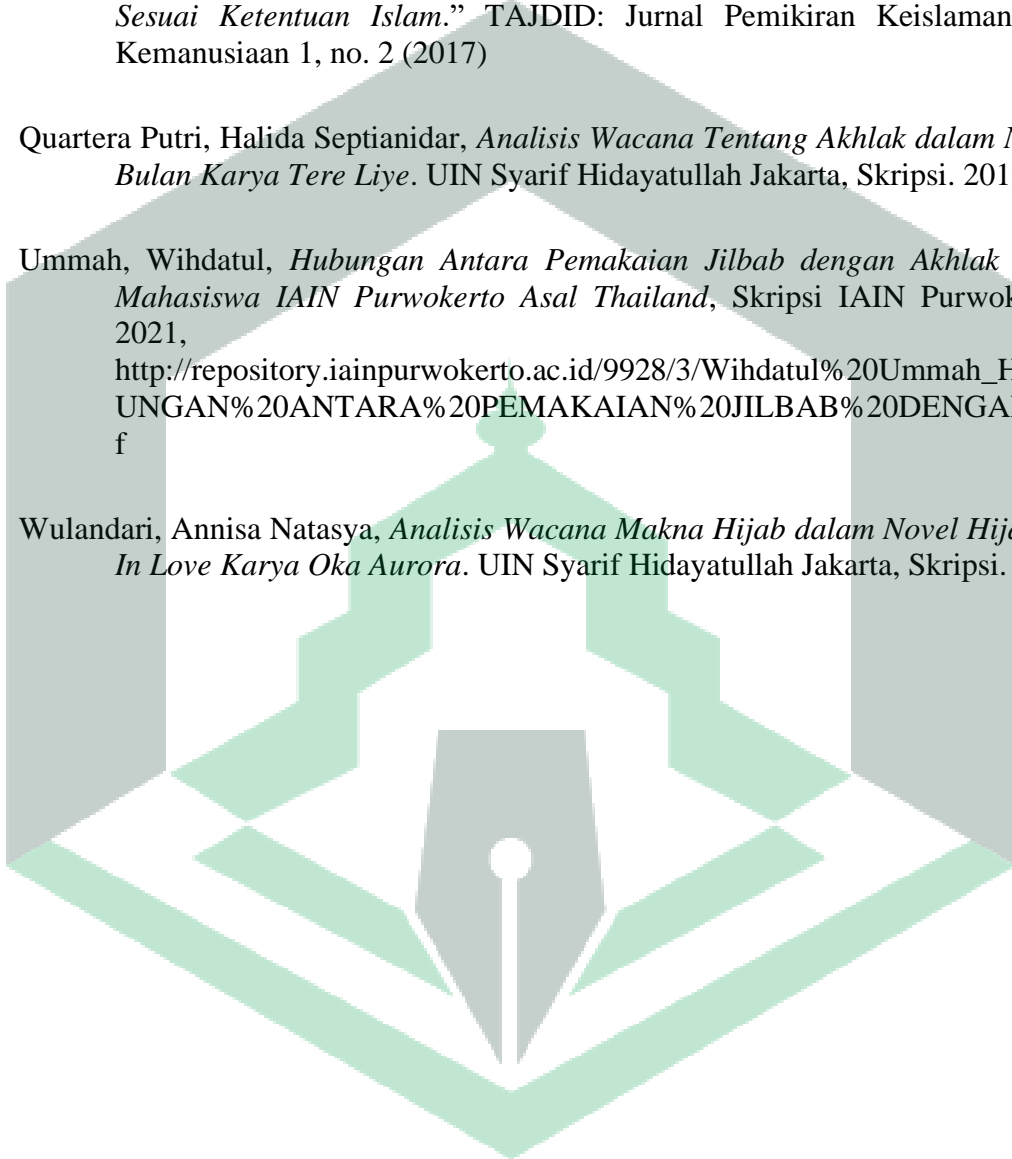 Sesuai Ketentuan Islam.” TAJDID: Jurnal Pemikiran Keislaman
Kemanusiaan 1, no. 2 (2017)
Quartera Putri, Halida Septianidar, Analisis Wacana Tentang Akhlak dalam
Bulan Karya Tere Liye. UIN Syarif Hidayatullah Jakarta, Skripsi. 201
Ummah, Wihdatul, Hubungan Antara Pemakaian Jilbab dengan Akhlak
Mahasiswa IAIN Purwokerto Asal Thailand, Skripsi IAIN Purwok
2021,
http://repository.iainpurwokerto.ac.id/9928/3/Wihdatul%20Ummah_H
UNGAN%20ANTARA%20PEMAKAIAN%20JILBAB%20DENGA
f
Wulandari, Annisa Natasya, Analisis Wacana Makna Hijab dalam Novel Hija
In Love Karya Oka Aurora. UIN Syarif Hidayatullah Jakarta, Skripsi.